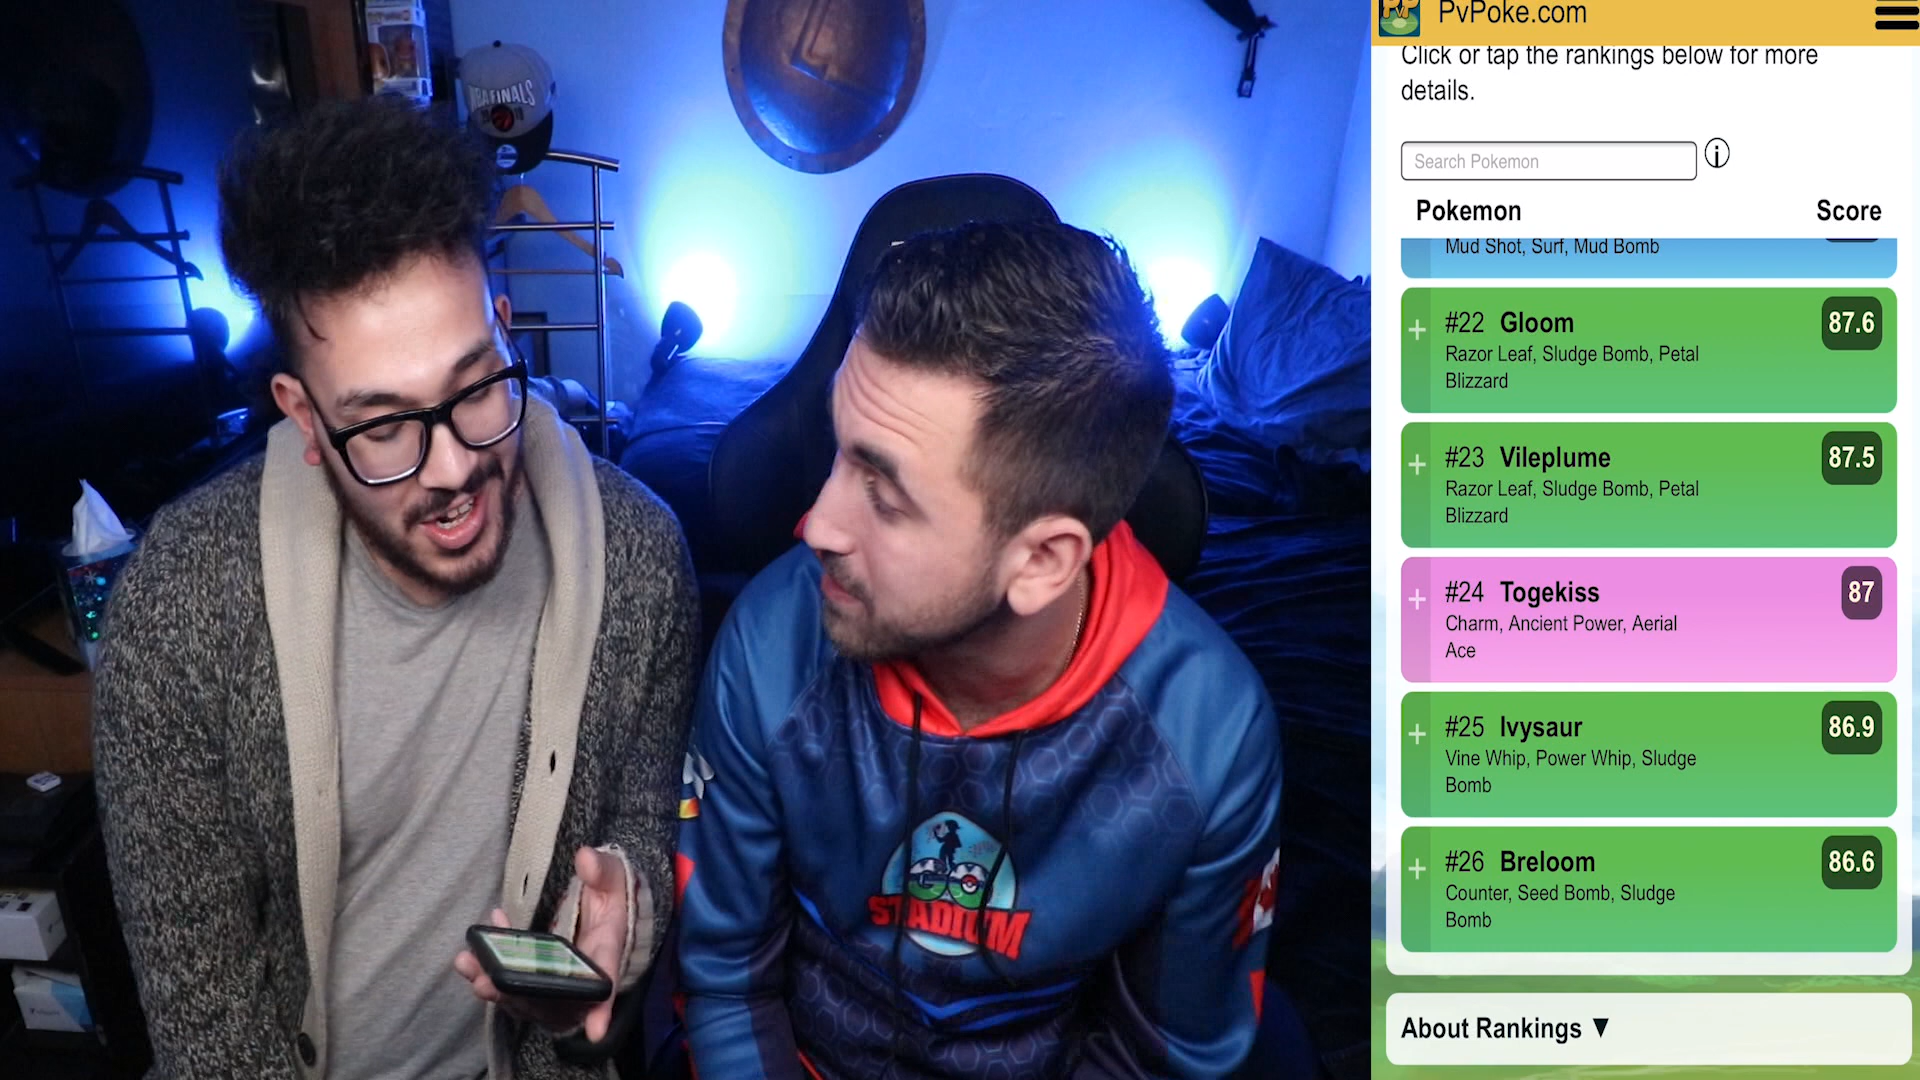 PvPoke.com
Click or tap the rankings below for more
details.
Search Pokemon
i
Pokemon Score
Mud Shot, Surf, Mud Bomb
+ #22 Gloom 87.6
Razor Leaf, Sludge Bomb, Petal
Blizzard
+ #23 Vileplume 87.5
Razor Leaf, Sludge Bomb, Petal
Blizzard
+ #24 Togekiss 87
Charm, Ancient Power, Aerial
Ace
+ #25 Ivysaur 86.9
Vine Whip, Power Whip, Sludge
Bomb
+ #26 Breloom 86.6
Counter, Seed Bomb, Sludge
Bomb
About Rankings ▼
FINALS
GO
STADIUM